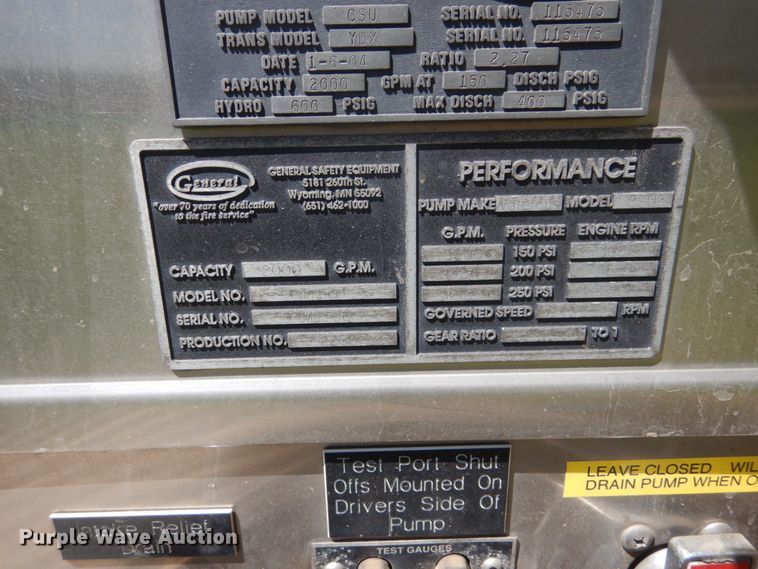 PUMP MODEL CSU SERIAL NO. 115475
TRANS MODEL YDX SERIAL NO. 115475
DATE 1-6-04 RATIO 2.27
CAPACITY 2000 GPM AT 150 DISCH PSIG
HYDRO 600 PSIG MAX DISCH 400 PSIG
General
"over 70 years of dedication
to the fire service"
GENERAL SAFETY EQUIPMENT
5181 260th St.
Wyoming, MN 55092
(651) 462-1000
CAPACITY 2000 G.P.M.
MODEL NO.
SERIAL NO.
PRODUCTION NO.
PERFORMANCE
PUMP MAKE MODEL
G.P.M. PRESSURE ENGINE RPM
150 PSI
200 PSI
250 PSI
GOVERNED SPEED RPM
GEAR RATIO TO 1
Test Port Shut
Offs Mounted On
Drivers Side Of
Pump
TEST GAUGES
LEAVE CLOSED WIL
DRAIN PUMP WHEN O
Intake Relief
Drain
Purple Wave Auction